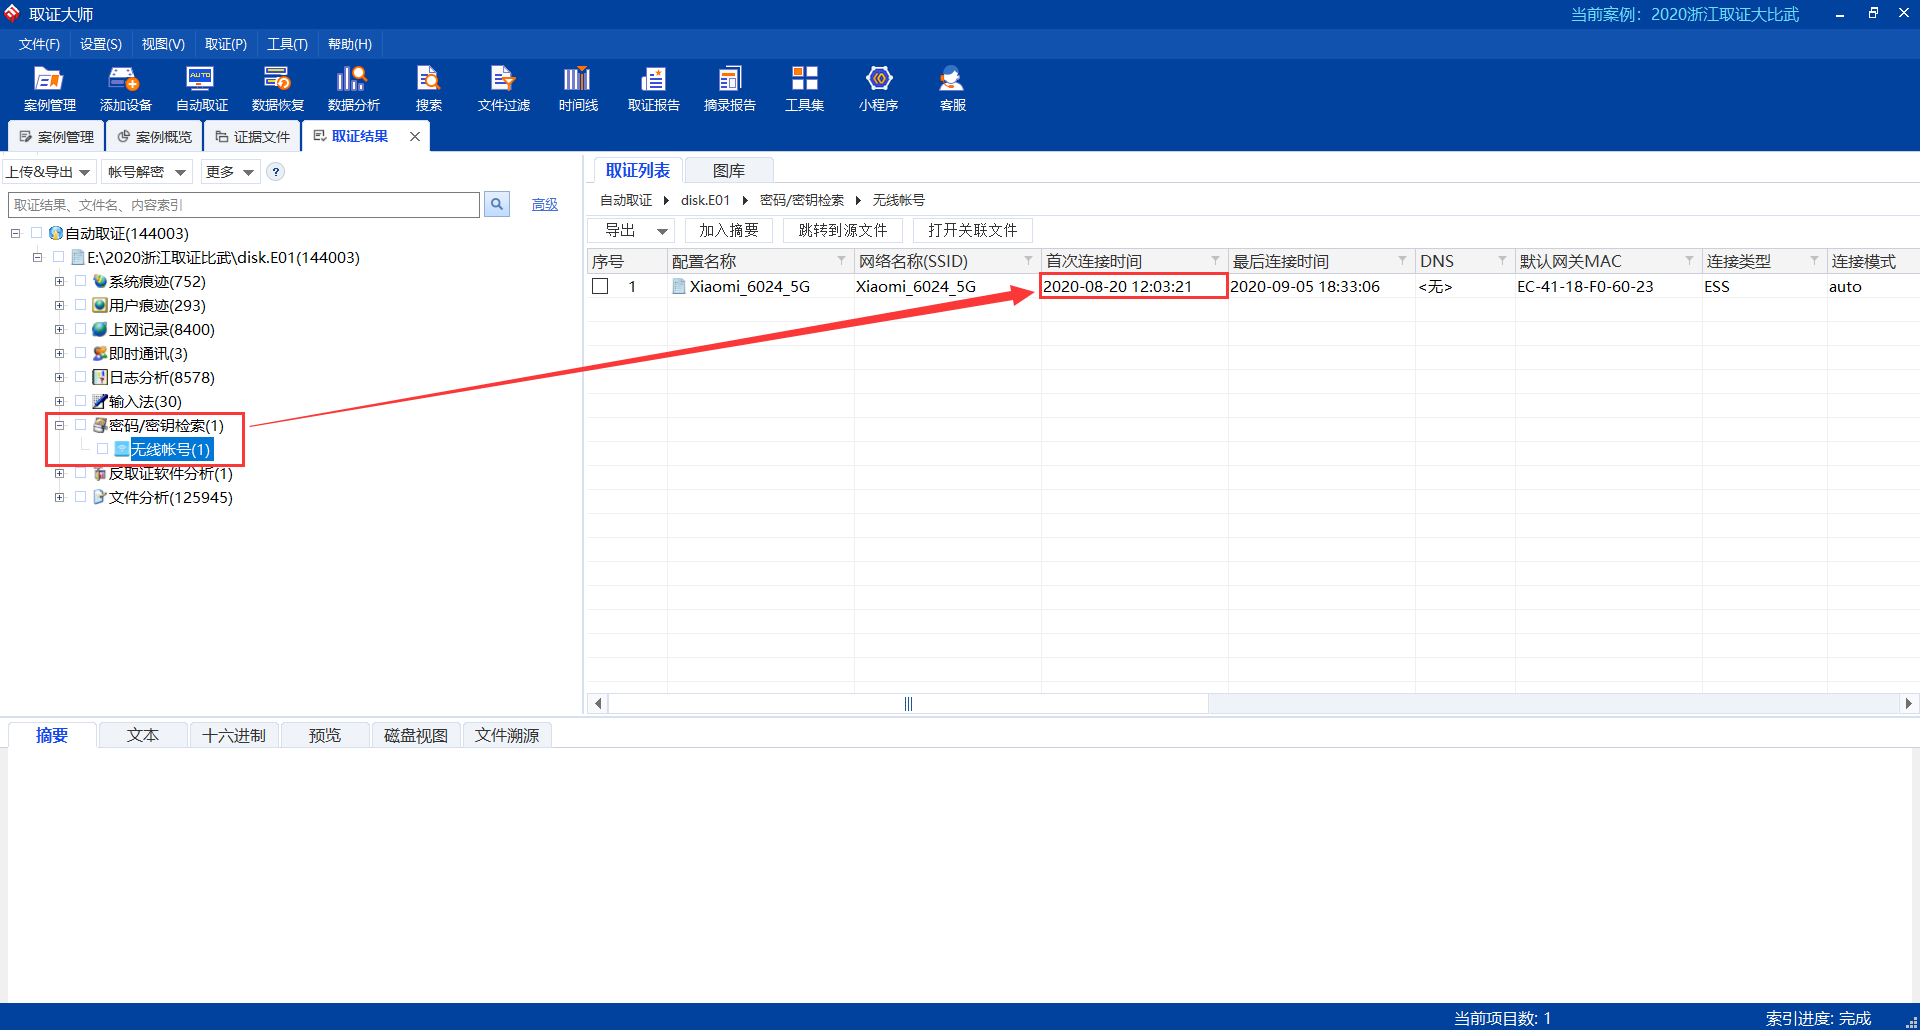 取证大师
当前案例：2020浙江取证大比武
文件(F) 设置(S) 视图(V) 取证(P) 工具(T) 帮助(H)
AUTO
案例管理 添加设备 自动取证 数据恢复 数据分析 搜索 文件过滤 时间线 取证报告 摘录报告 工具集 小程序 客服
案例管理 案例概览 证据文件 取证结果
上传&导出 帐号解密 更多 ?
取证结果、文件名、内容索引 高级
自动取证(144003)
E:\2020浙江取证比武\disk.E01(144003)
系统痕迹(752)
用户痕迹(293)
上网记录(8400)
即时通讯(3)
日志分析(8578)
输入法(30)
密码/密钥检索(1)
无线帐号(1)
反取证软件分析(1)
文件分析(125945)
取证列表 图库
自动取证 disk.E01 密码/密钥检索 无线帐号
导出 加入摘要 跳转到源文件 打开关联文件
序号 配置名称 网络名称(SSID) 首次连接时间 最后连接时间 DNS 默认网关MAC 连接类型 连接模式
1 Xiaomi_6024_5G Xiaomi_6024_5G 2020-08-20 12:03:21 2020-09-05 18:33:06 <无> EC-41-18-F0-60-23 ESS auto
摘要 文本 十六进制 预览 磁盘视图 文件溯源
当前项目数: 1 索引进度: 完成